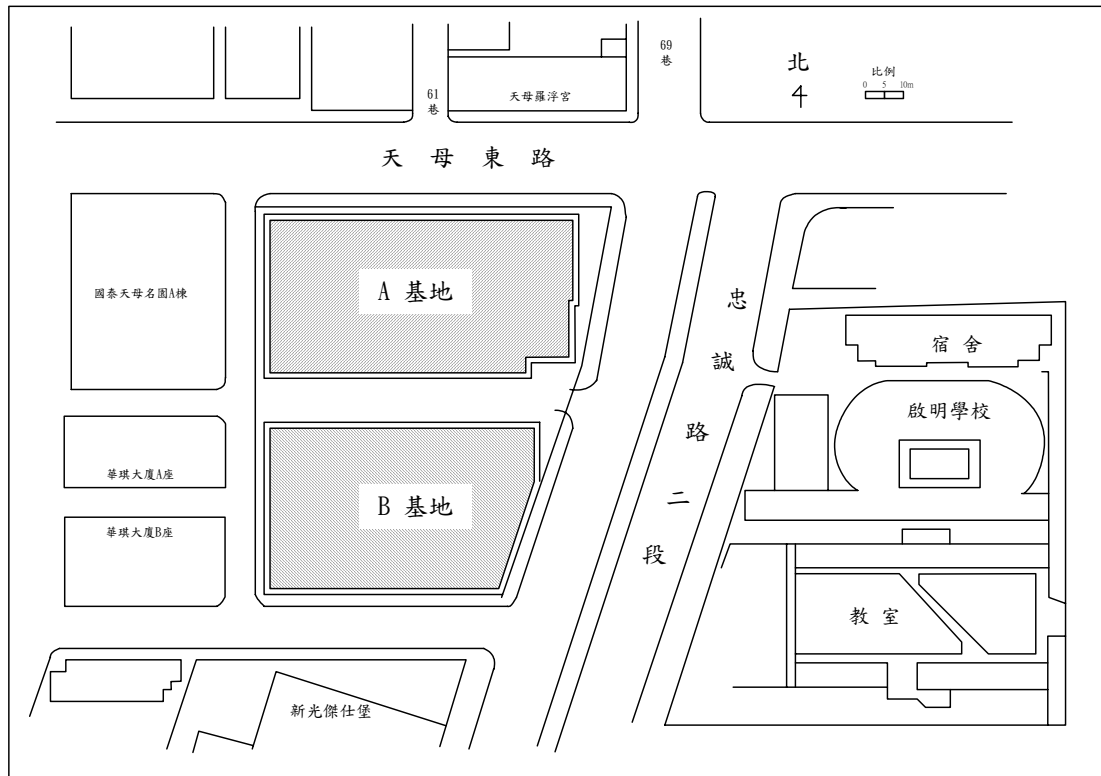 69
巷
北
比例
0 5 10m
61
巷
天母羅浮宮
天母東路
國泰天母名園A棟
A 基地
忠誠路二段
宿舍
啟明學校
華琪大廈A座
B 基地
華琪大廈B座
教室
新光傑仕堡